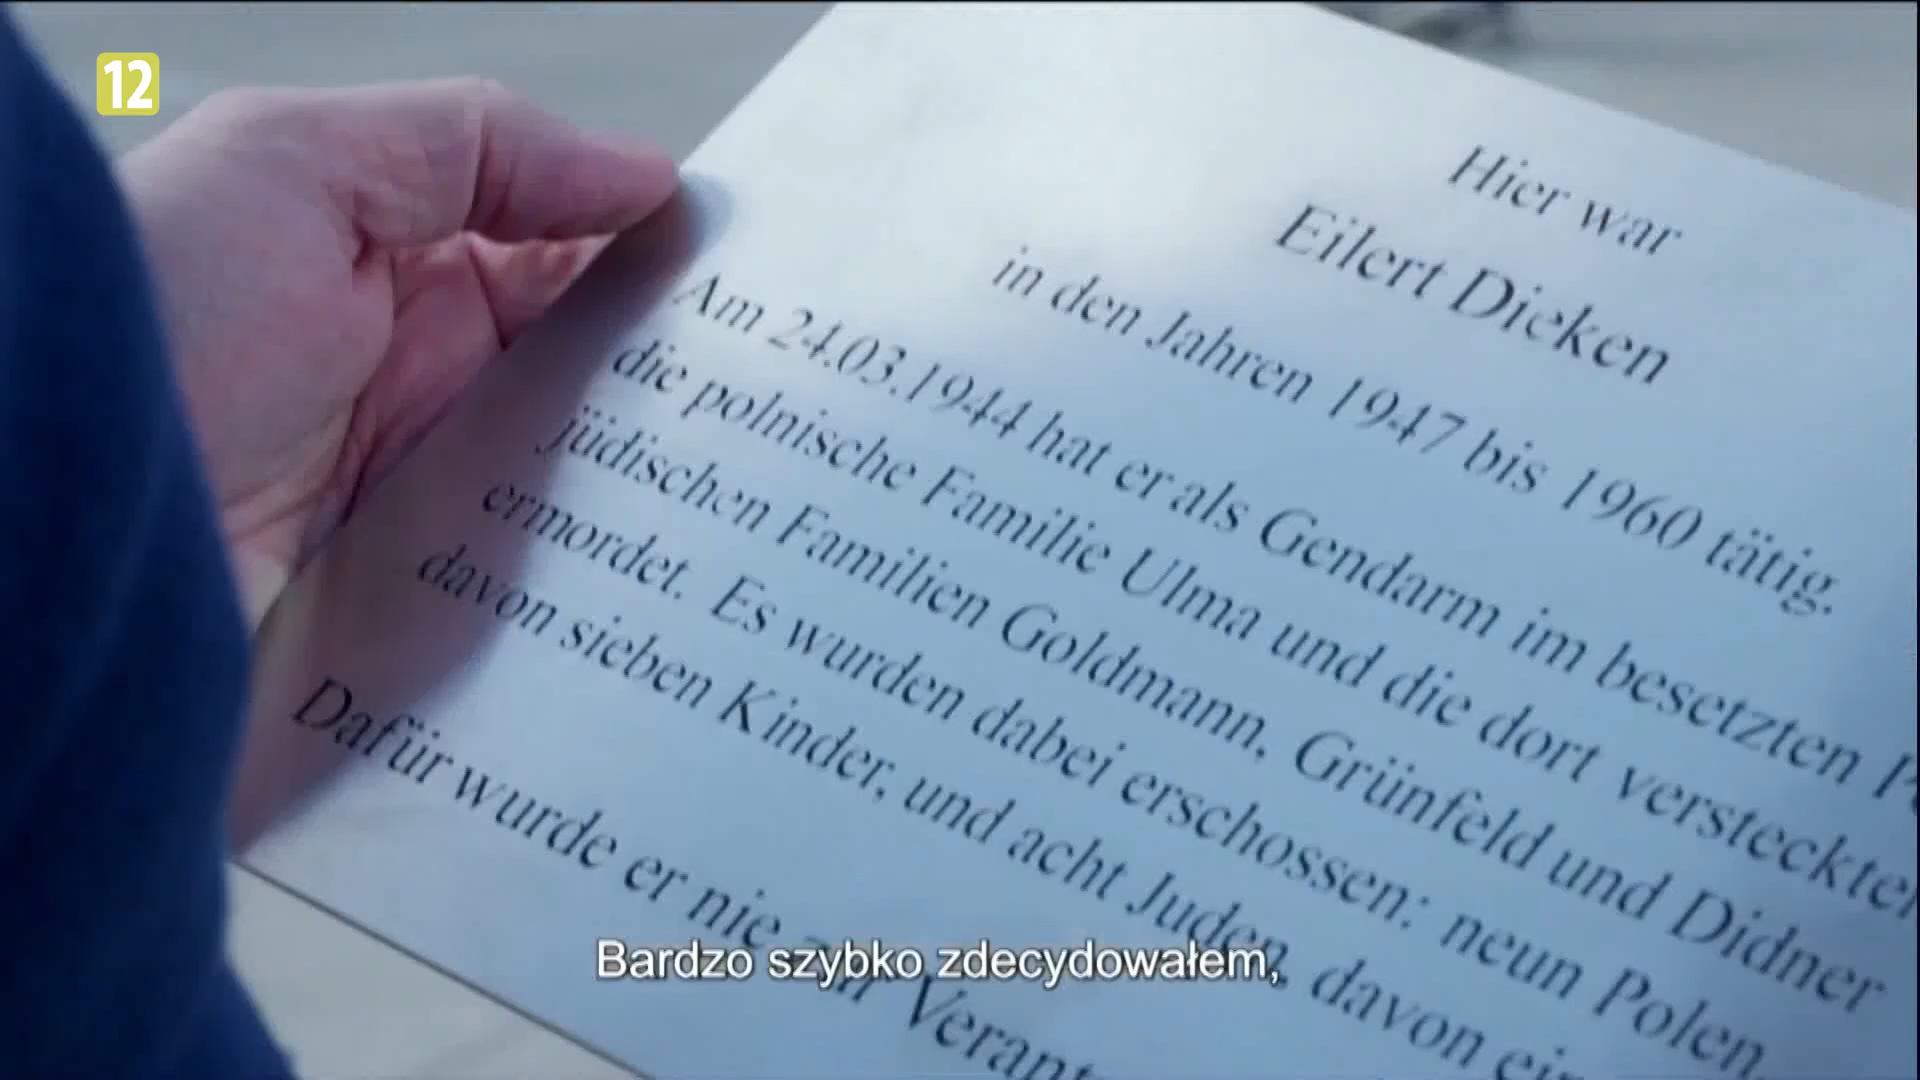 12
Hier war
Eilert Dieken
in den Jahren 1947 bis 1960 tätig.
Am 24.03.1944 hat er als Gendarm im besetzten
die polnische Familie Ulma und die dort
jüdischen Familien Goldmann, Grünfeld und Didner
ermordet. Es wurden dabei erschossen: neun Polen,
davon sieben Kinder, und acht Juden, davon
Dafür wurde er nie zur
Bardzo szybko zdecydowałem,